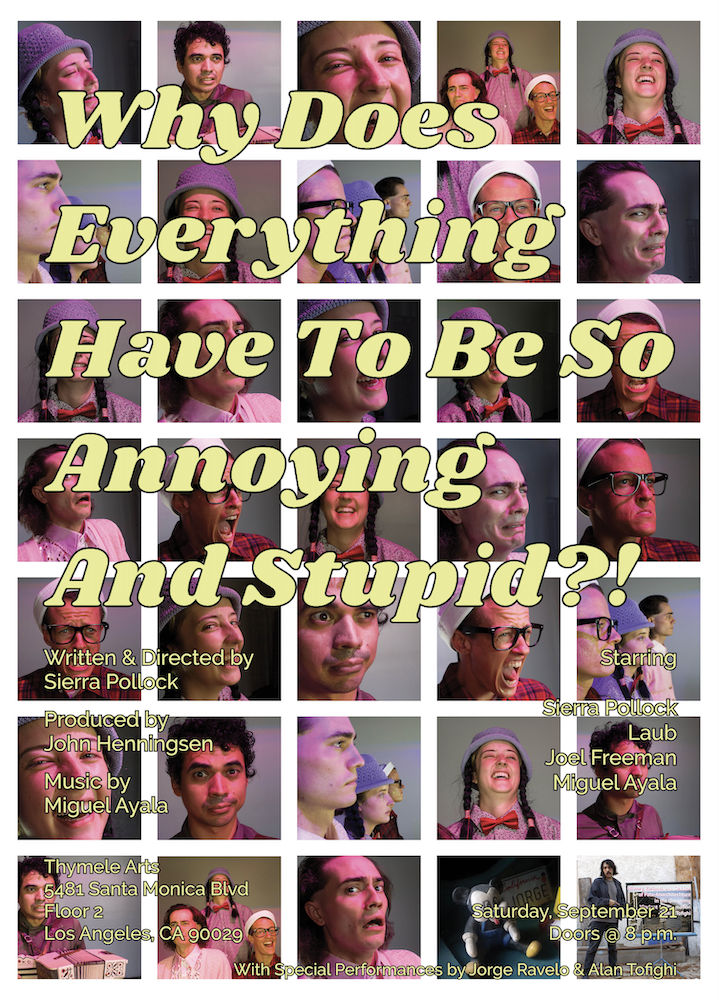 Why Does
Everything
Have To Be So
Annoying
And Stupid?!
Written & Directed by
Sierra Pollock
Produced by
John Henningsen
Music by
Miguel Ayala
Starring
Sierra Pollock
Laub
Joel Freeman
Miguel Ayala
Thymele Arts
5481 Santa Monica Blvd
Floor 2
Los Angeles, CA 90029
California
JORGE
Saturday, September 21
Doors @ 8 p.m.
With Special Performances by Jorge Ravelo & Alan Tofighi